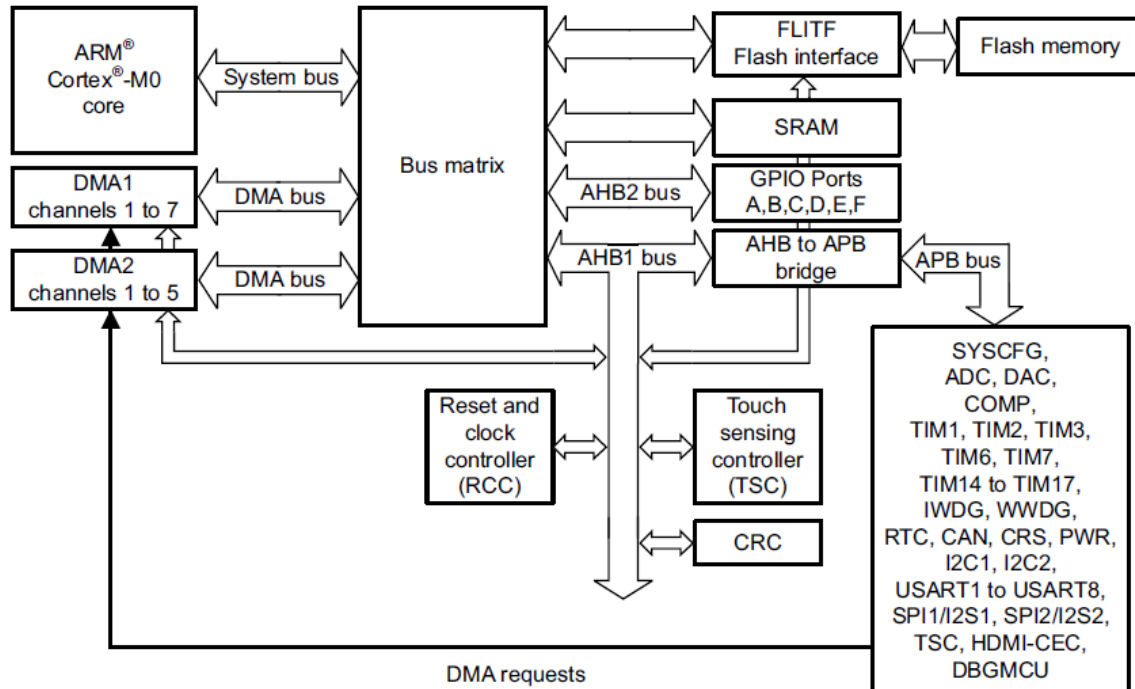 ARM®
Cortex®-M0
core
System bus
Bus matrix
FLITF
Flash interface
Flash memory
SRAM
DMA1
channels 1 to 7
DMA bus
AHB2 bus
GPIO Ports
A,B,C,D,E,F
DMA2
channels 1 to 5
DMA bus
AHB1 bus
AHB to APB
bridge
APB bus
Reset and
clock
controller
(RCC)
Touch
sensing
controller
(TSC)
CRC
SYSCFG,
ADC, DAC,
COMP,
TIM1, TIM2, TIM3,
TIM6, TIM7,
TIM14 to TIM17,
IWDG, WWDG,
RTC, CAN, CRS, PWR,
I2C1, I2C2,
USART1 to USART8,
SPI1/I2S1, SPI2/I2S2,
TSC, HDMI-CEC,
DBGMCU
DMA requests